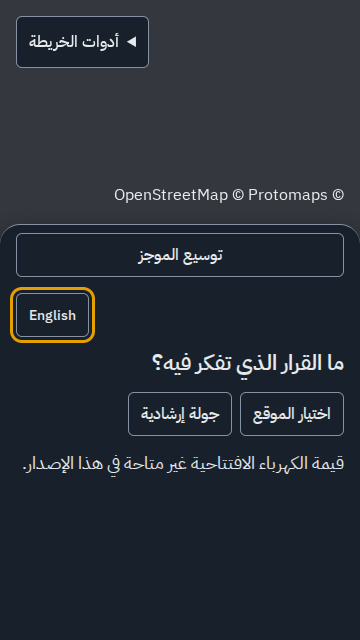 أدوات الخريطة
OpenStreetMap © Protomaps ©
توسيع الموجز
English
ما القرار الذي تفكر فيه؟
اختيار الموقع
جولة إرشادية
قيمة الكهرباء الافتتاحية غير متاحة في هذا الإصدار.